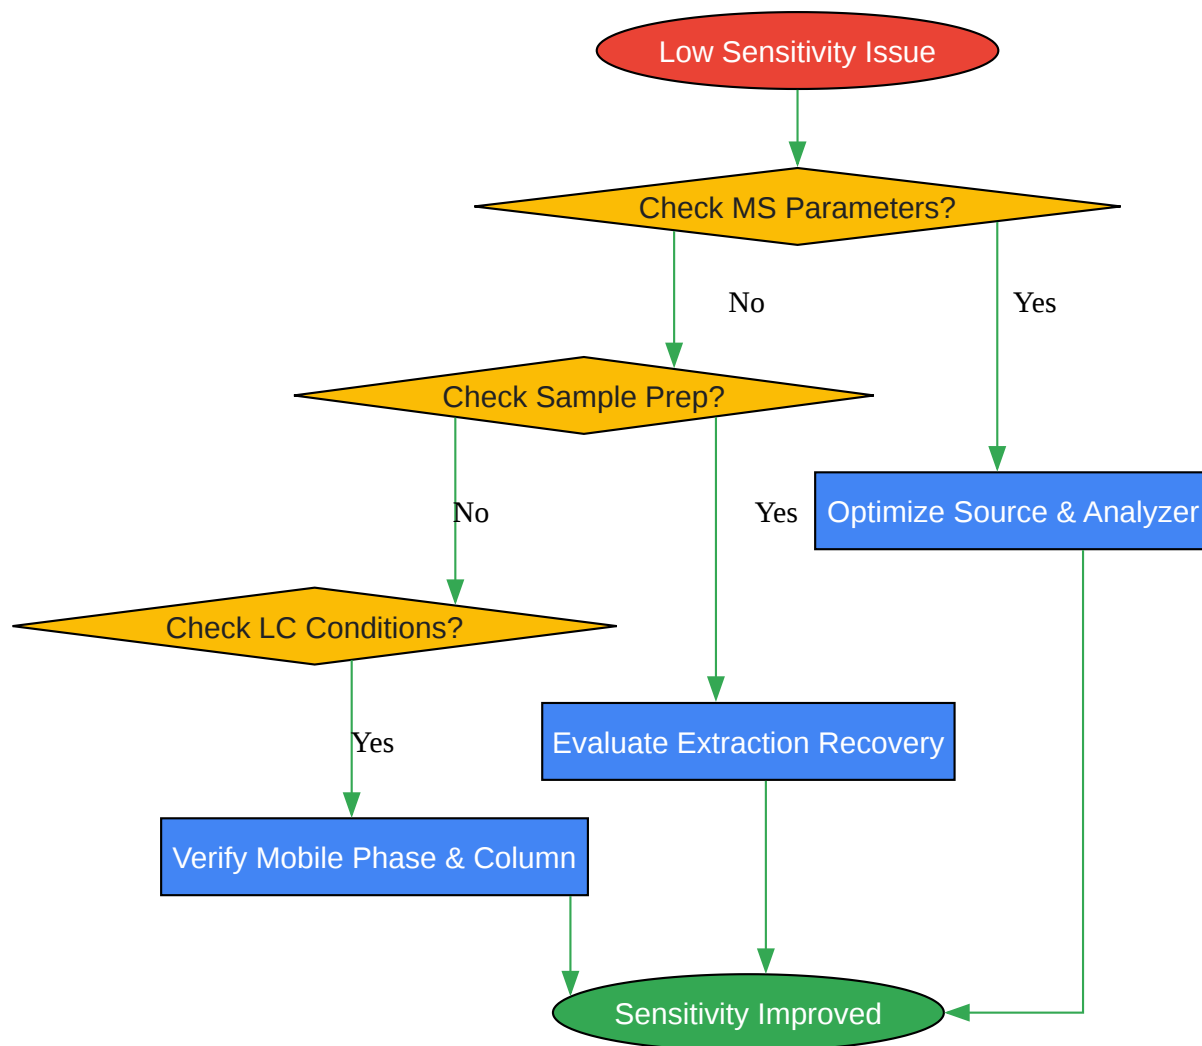 Low Sensitivity Issue
Check MS Parameters?
No
Yes
Check Sample Prep?
No
Yes
Optimize Source & Analyzer
Check LC Conditions?
Yes
Evaluate Extraction Recovery
Verify Mobile Phase & Column
Sensitivity Improved